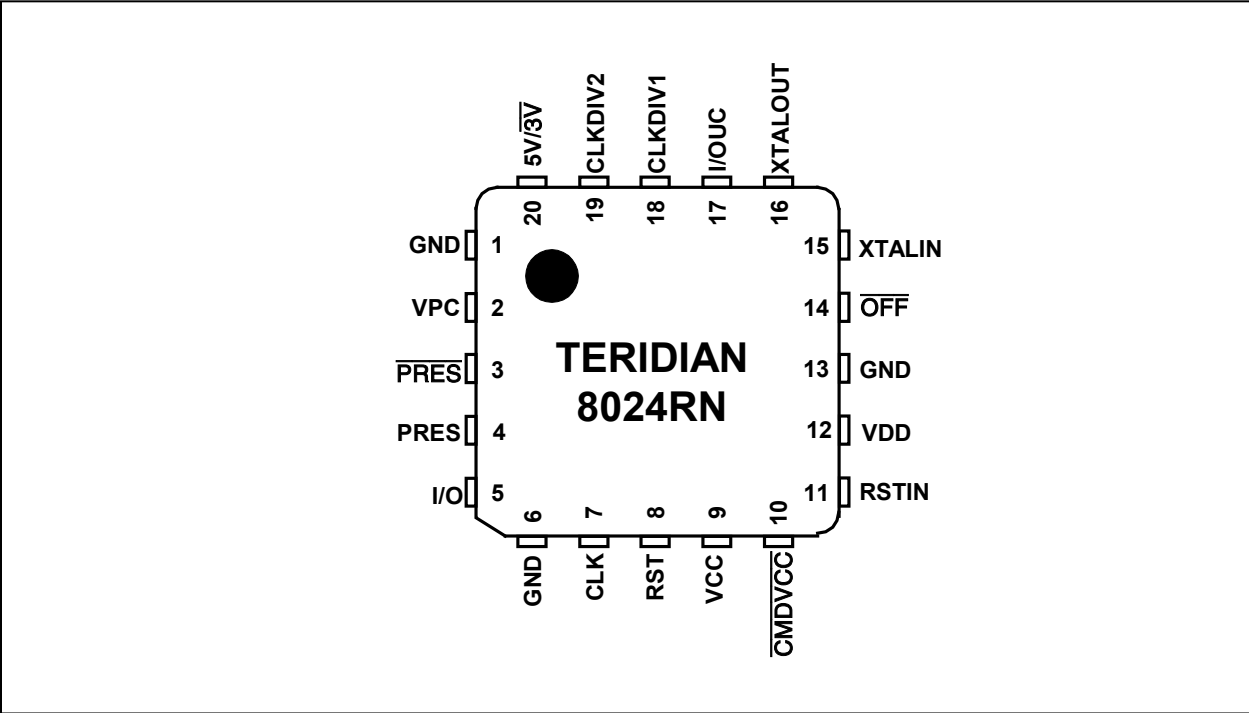 5V/3V
CLKDIV2
CLKDIV1
I/OUC
XTALOUT
20
19
18
17
16
GND 1
VPC 2
PRES 3
PRES 4
I/O 5
15 XTALIN
14 OFF
13 GND
12 VDD
11 RSTIN
TERIDIAN
8024RN
6
7
8
9
10
GND
CLK
RST
VCC
CMDVCC